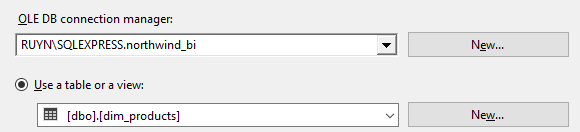 OLE DB connection manager:
RUYN\SQLEXPRESS.northwind_bi
New...
Use a table or a view:
[dbo].[dim_products]
New...